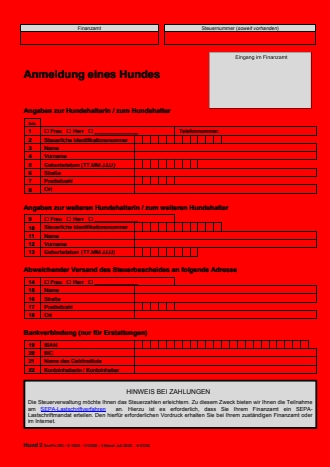 Finanzamt
Steuernummer (soweit vorhanden)
Eingang im Finanzamt
Anmeldung eines Hundes
Angaben zur Hundehalterin / zum Hundehalter
1 Frau Herr Telefonnummer
2 Steuerliche Identifikationsnummer
3 Name
4 Vorname
5 Geburtsdatum (TT.MM.JJJJ)
6 Straße
7 Postleitzahl
8 Ort
Angaben zur weiteren Hundehalterin / zum weiteren Hundehalter
9 Frau Herr
10 Steuerliche Identifikationsnummer
11 Name
12 Vorname
13 Geburtsdatum (TT.MM.JJJJ)
Abweichender Versand des Steuerbescheides an folgende Adresse
14 Frau Herr
15 Name
16 Straße
17 Postleitzahl
18 Ort
Bankverbindung (nur für Erstattungen)
19 IBAN
20 BIC
21 Name des Geldinstituts
22 Kontoinhaberin / Kontoinhaber
HINWEIS BEI ZAHLUNGEN
Die Steuerverwaltung möchte Ihnen das Steuerzahlen erleichtern. Zu diesem Zweck bieten wir Ihnen die Teilnahme
am SEPA-Lastschriftverfahren an. Hierzu ist es erforderlich, dass Sie Ihrem Finanzamt ein SEPA-
Lastschriftmandat erteilen. Den hierfür erforderlichen Vordruck erhalten Sie bei Ihrem zuständigen Finanzamt oder
im Internet.
Hund 2